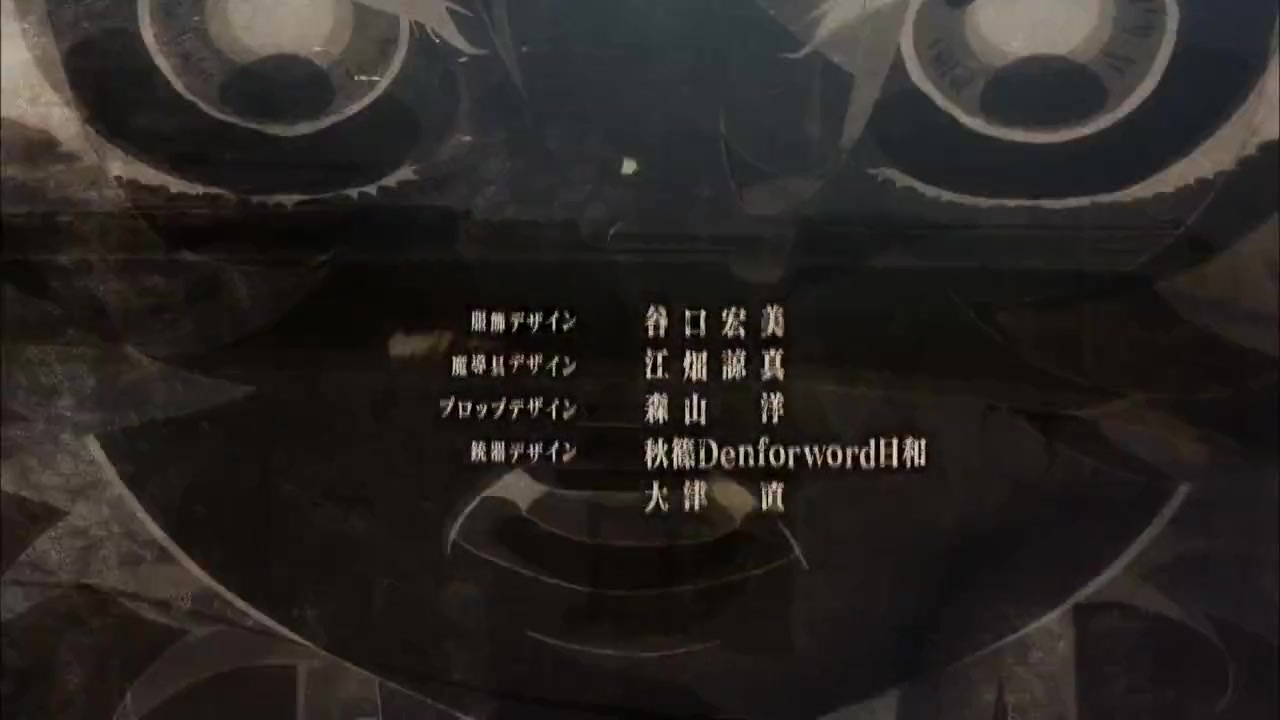 服飾デザイン 谷口宏美
魔導具デザイン 江畑諒真
プロップデザイン 森山 洋
銃器デザイン 秋篠Denforword日和
大津 直